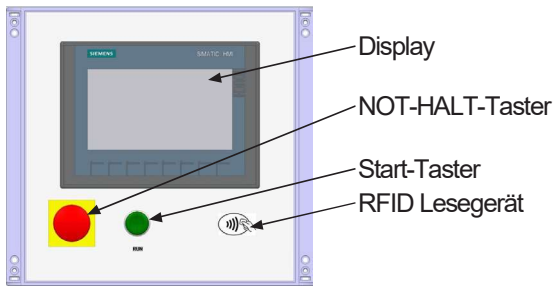 SIEMENS
SIMATIC HMI
Display
NOT-HALT-Taster
Start-Taster
RFID Lesegerät
RUN